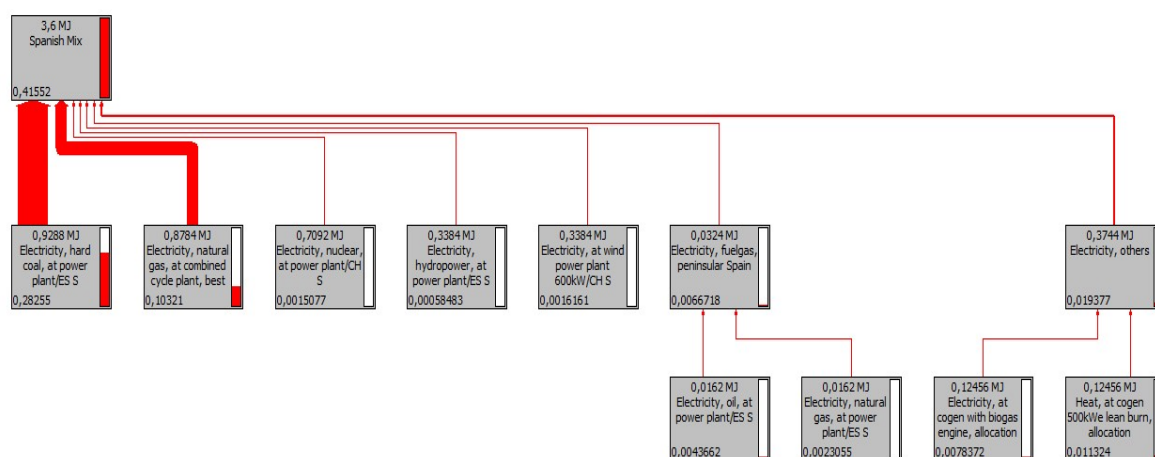 3,6 MJ
Spanish Mix
0,41552
0,9288 MJ
Electricity, hard
coal, at power
plant/ES S
0,28255
0,8784 MJ
Electricity, natural
gas, at combined
cycle plant, best
0,10321
0,7092 MJ
Electricity, nuclear,
at power plant/CH
S
0,0015077
0,3384 MJ
Electricity,
hydropower, at
power plant/ES S
0,00058483
0,3384 MJ
Electricity, at wind
power plant
600kW/CH S
0,0016161
0,0324 MJ
Electricity, fuelgas,
peninsular Spain
0,0066718
0,3744 MJ
Electricity, others
0,019377
0,0162 MJ
Electricity, oil, at
power plant/ES S
0,0043662
0,0162 MJ
Electricity, natural
gas, at power
plant/ES S
0,0023055
0,12456 MJ
Electricity, at
cogen with biogas
engine, allocation
0,0078372
0,12456 MJ
Heat, at cogen
500kWe lean burn,
allocation
0,011324